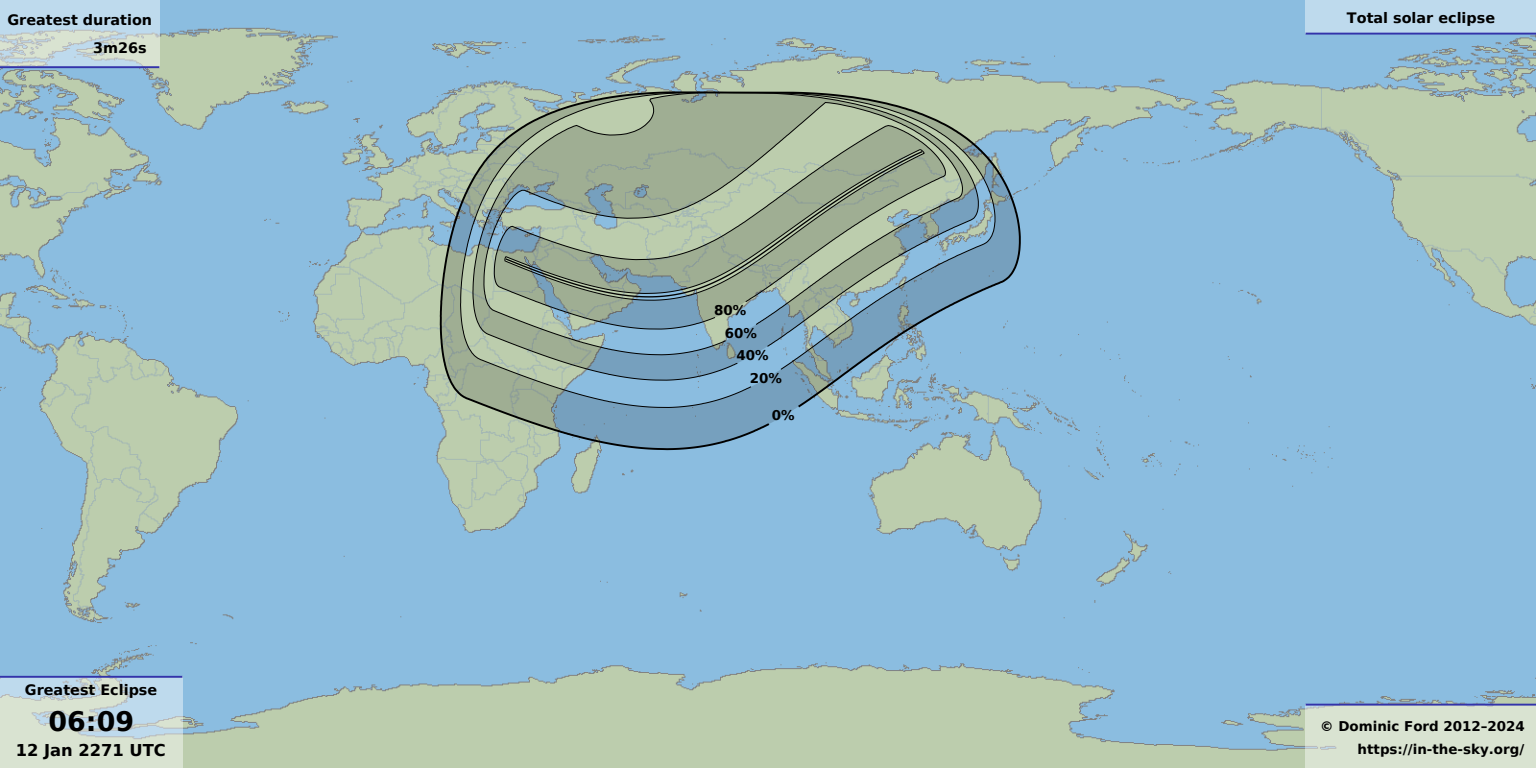 Greatest duration
3m26s
Total solar eclipse
80%
60%
40%
20%
0%
Greatest Eclipse
06:09
12 Jan 2271 UTC
© Dominic Ford 2012–2024
https://in-the-sky.org/